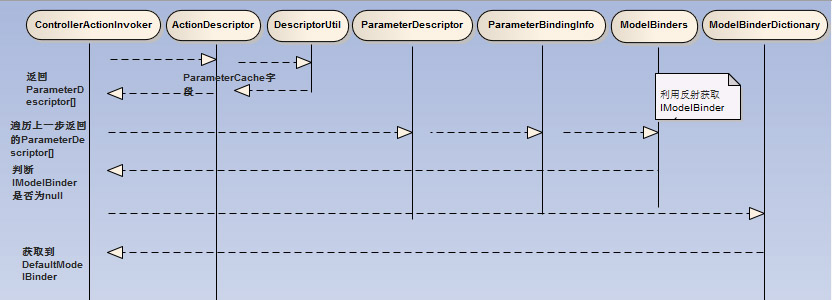 ControllerActionInvoker
ActionDescriptor
DescriptorUtil
ParameterDescriptor
ParameterBindingInfo
ModelBinders
ModelBinderDictionary
返回
ParameterD
escriptor[]
ParameterCache字
段
利用反射获取
IModelBinder
遍历上一步返回
的ParameterDe
scriptor[]
判断
IModelBinder
是否为null
获取到
DefaultMode
lBinder